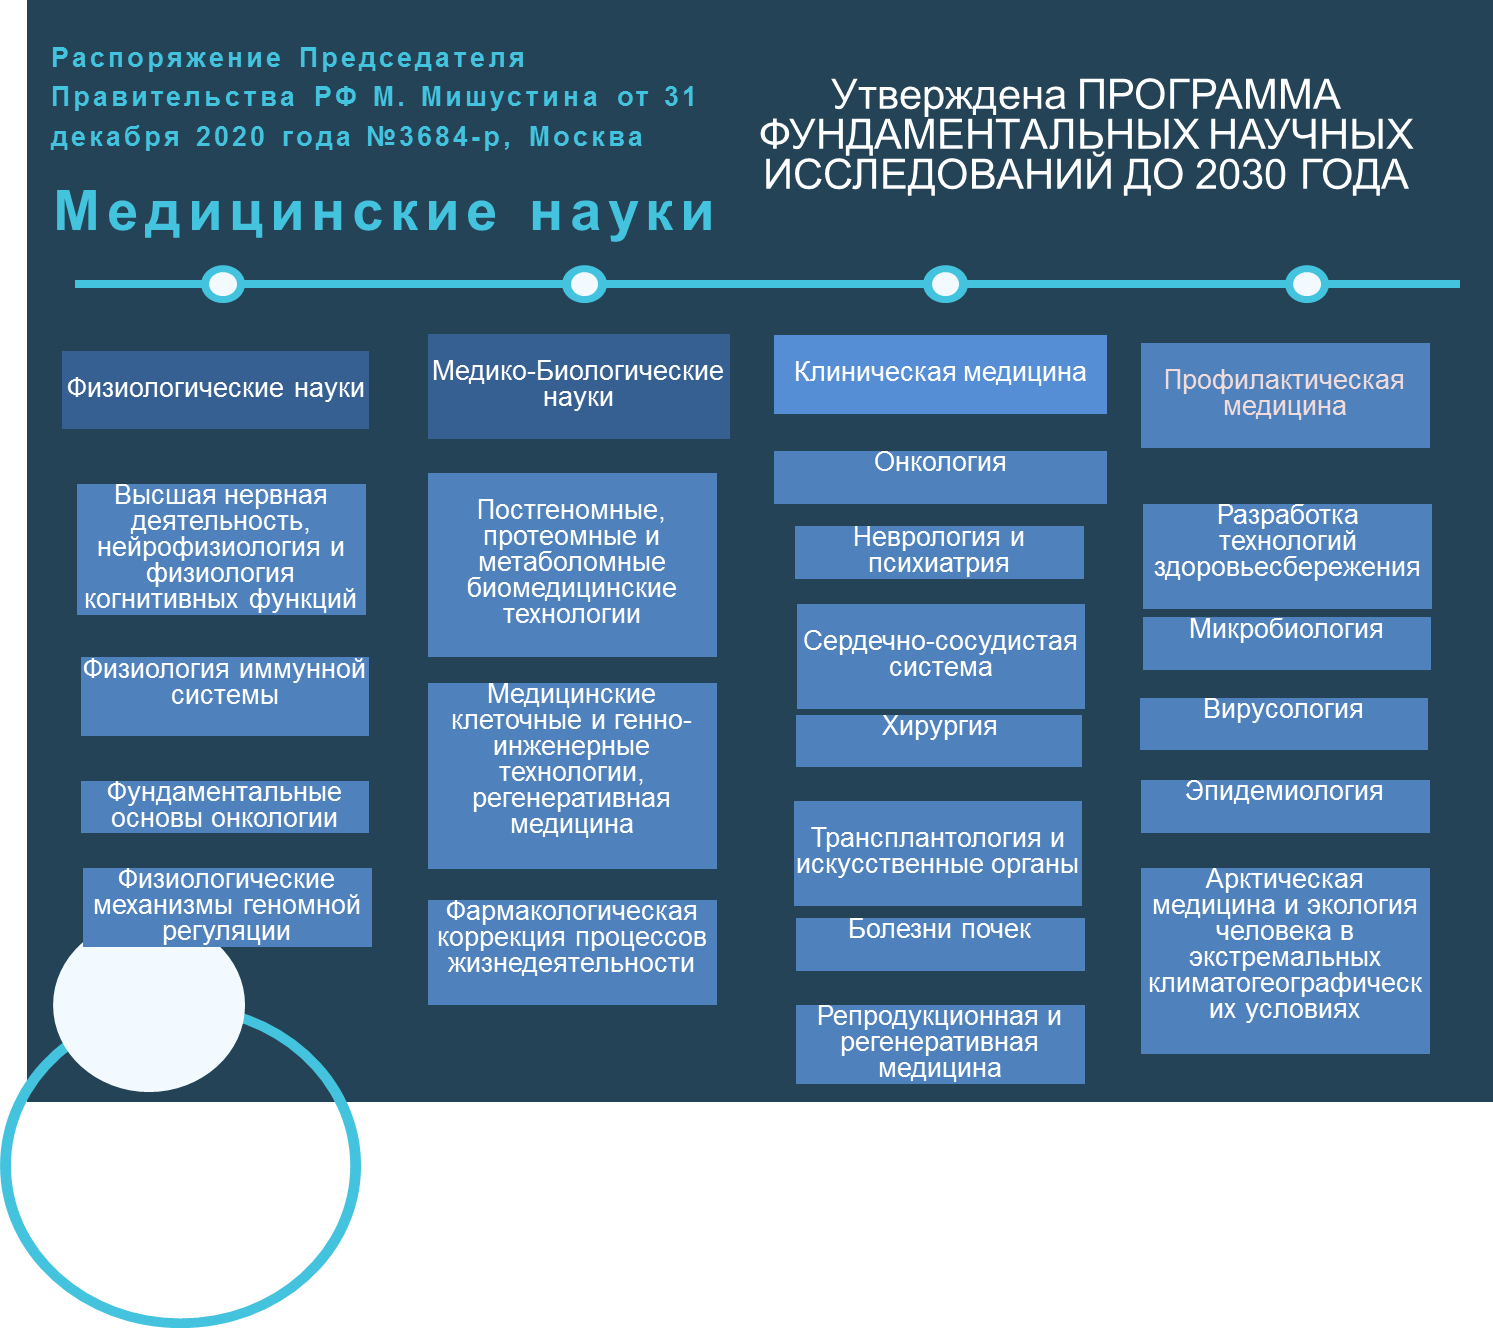 Распоряжение Председателя
Правительства РФ М. Мишустина от 31
декабря 2020 года №3684-р, Москва
Медицинские науки
Утверждена ПРОГРАММА
ФУНДАМЕНТАЛЬНЫХ НАУЧНЫХ
ИССЛЕДОВАНИЙ ДО 2030 ГОДА
Физиологические науки
Высшая нервная
деятельность,
нейрофизиология и
физиология
когнитивных функций
Физиология иммунной
системы
Фундаментальные
основы онкологии
Физиологические
механизмы геномной
регуляции
Медико-Биологические
науки
Постгеномные,
протеомные и
метаболомные
биомедицинские
технологии
Медицинские
клеточные и генно-
инженерные
технологии,
регенеративная
медицина
Фармакологическая
коррекция процессов
жизнедеятельности
Клиническая медицина
Онкология
Неврология и
психиатрия
Сердечно-сосудистая
система
Хирургия
Трансплантология и
искусственные органы
Болезни почек
Репродукционная и
регенеративная
медицина
Профилактическая
медицина
Разработка
технологий
здоровьесбережения
Микробиология
Вирусология
Эпидемиология
Арктическая
медицина и экология
человека в
экстремальных
климатогеографическ
их условиях